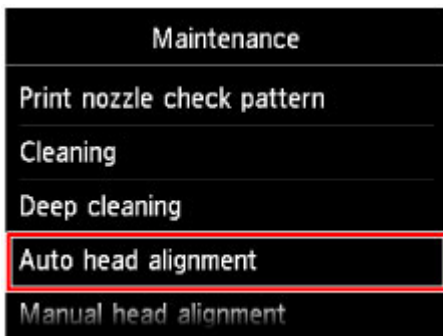 Maintenance
Print nozzle check pattern
Cleaning
Deep cleaning
Auto head alignment
Manual head alignment